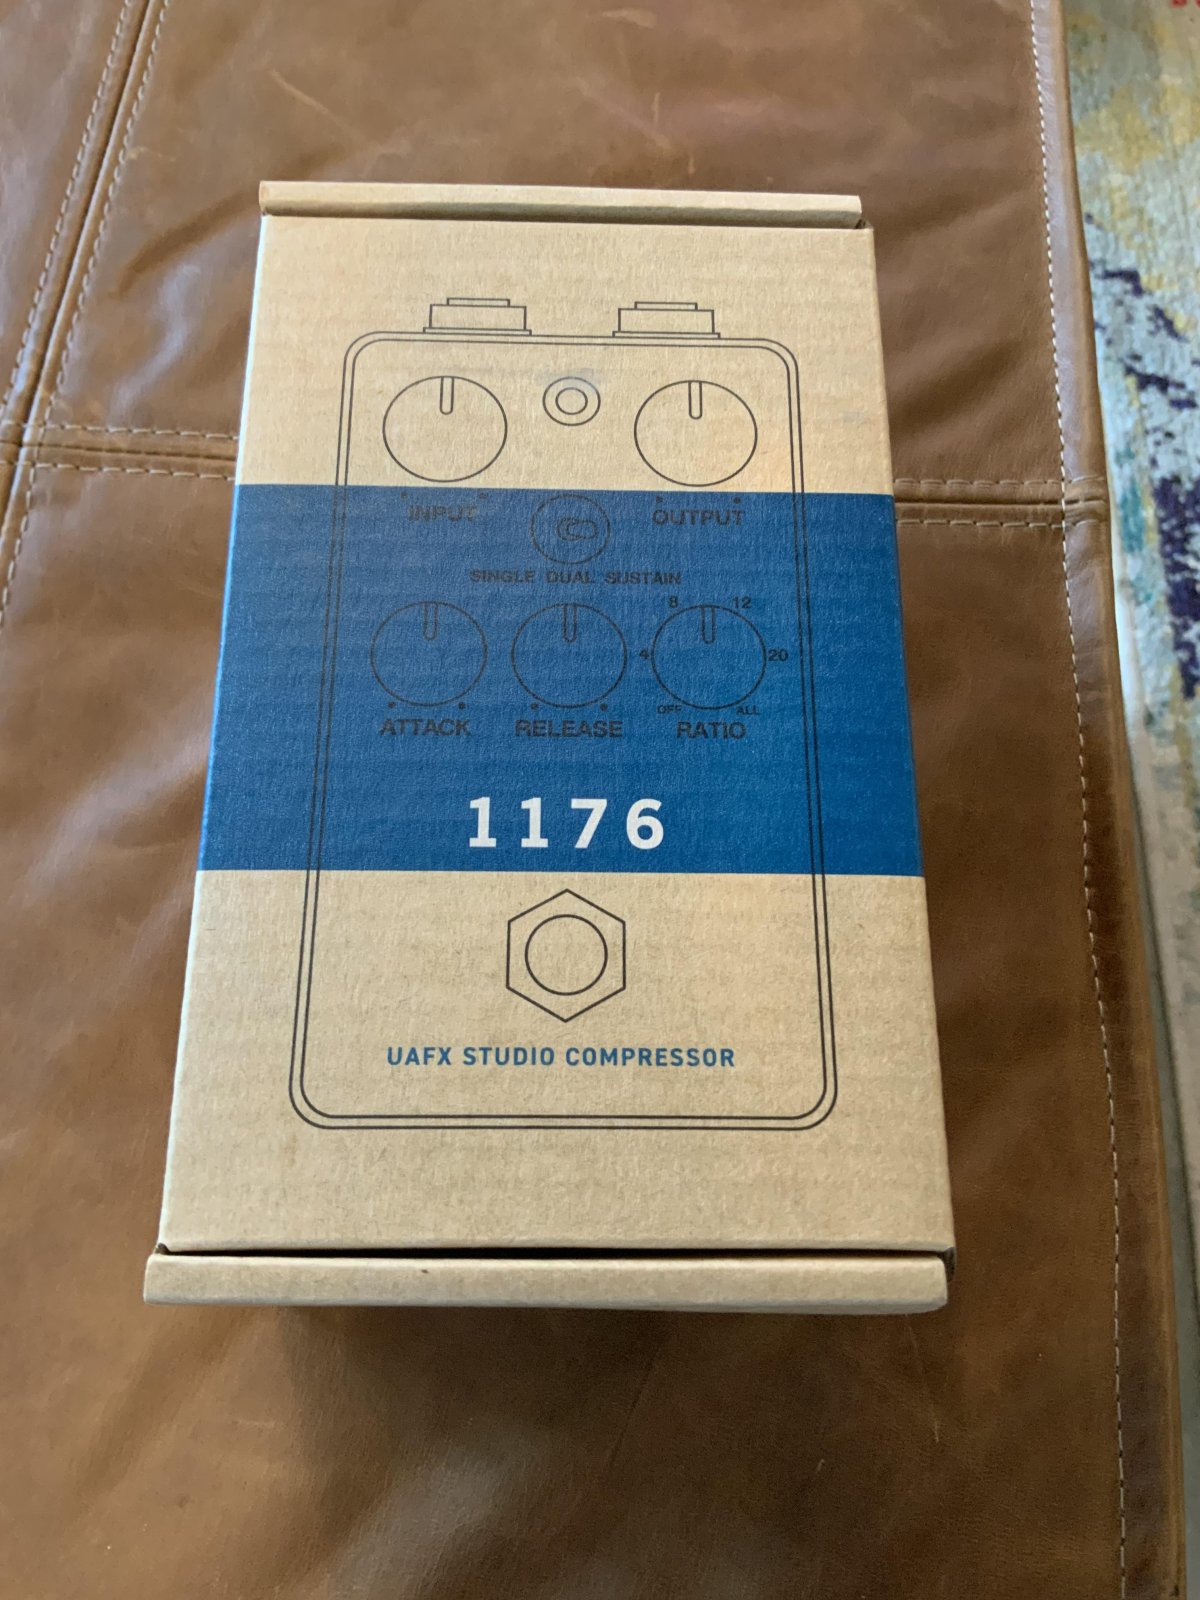 INPUT OUTPUT
SINGLE DUAL SUSTAIN
8 12
4 20
OFF ALL
ATTACK RELEASE RATIO
1176
UAFX STUDIO COMPRESSOR